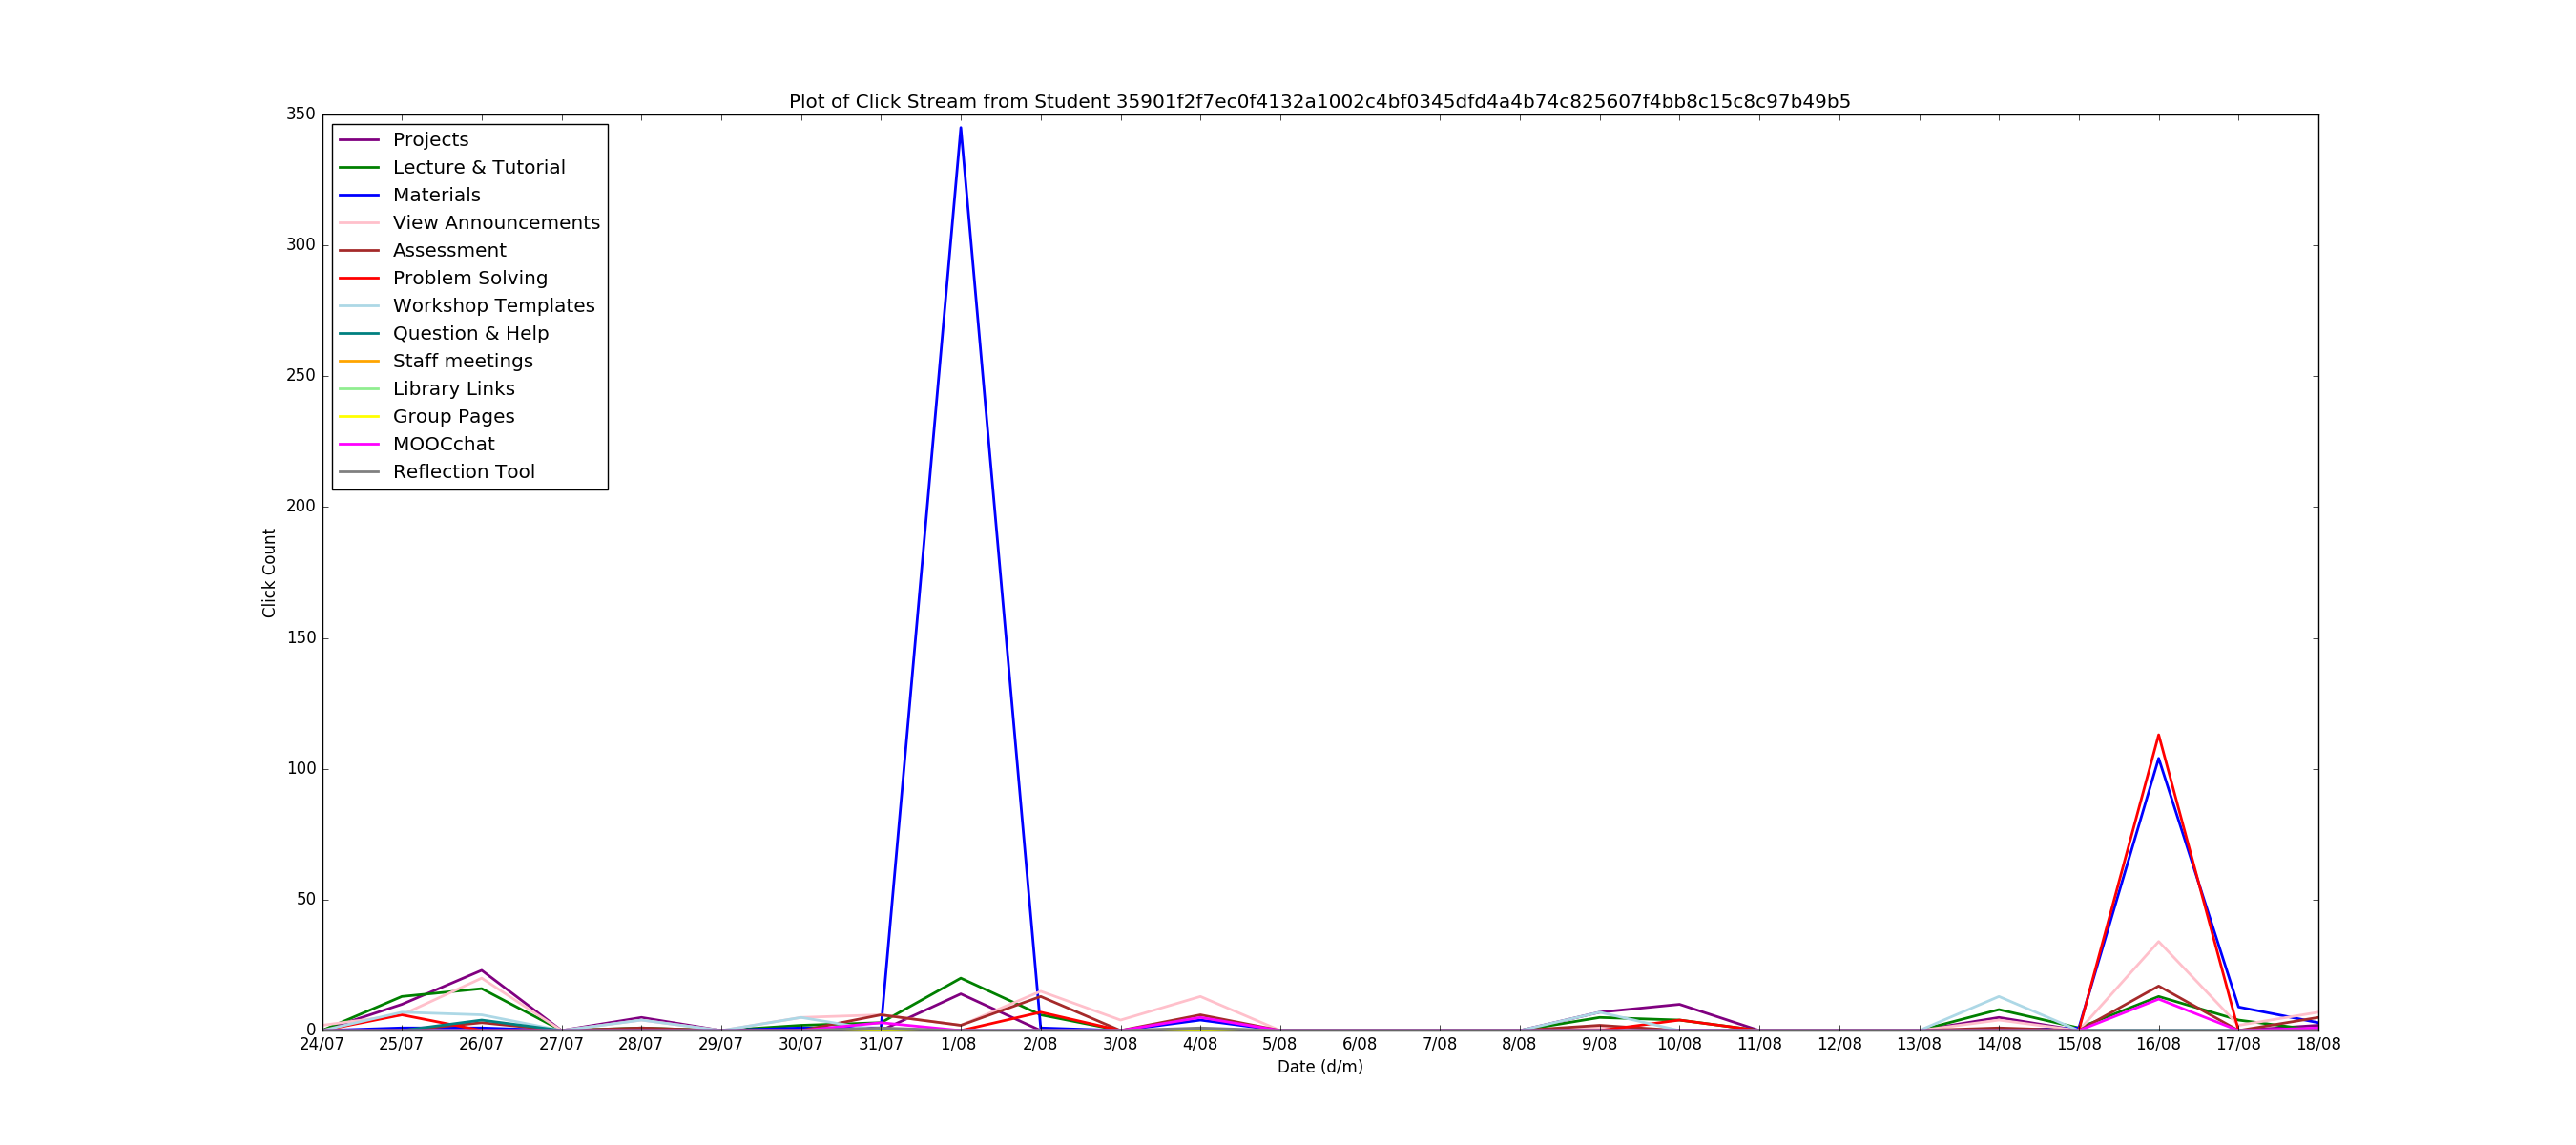 Plot of Click Stream from Student 35901f2f7ec0f4132a1002c4bf0345dfd4a4b74c825607f4bb8c15c8c97b49b5
350
300
250
200
150
100
50
0
Click Count
Projects
Lecture & Tutorial
Materials
View Announcements
Assessment
Problem Solving
Workshop Templates
Question & Help
Staff meetings
Library Links
Group Pages
MOOCchat
Reflection Tool
24/07 25/07 26/07 27/07 28/07 29/07 30/07 31/07 1/08 2/08 3/08 4/08 5/08 6/08 7/08 8/08 9/08 10/08 11/08 12/08 13/08 14/08 15/08 16/08 17/08 18/08
Date (d/m)